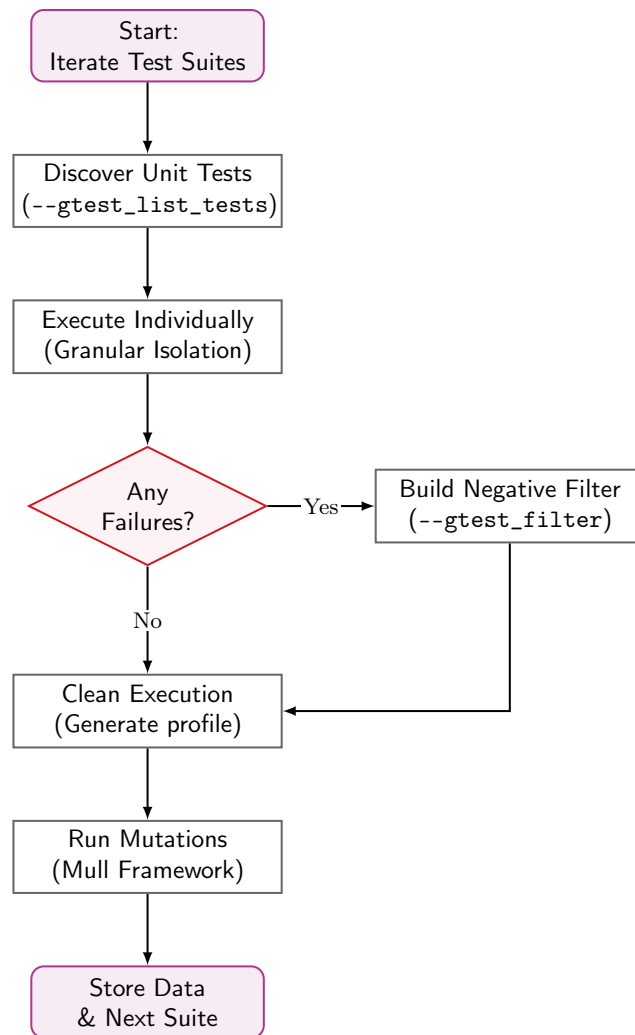 Start:
Iterate Test Suites
Discover Unit Tests
(--gtest_list_tests)
Execute Individually
(Granular Isolation)
Any
Failures?
Yes
Build Negative Filter
(--gtest_filter)
No
Clean Execution
(Generate profile)
Run Mutations
(Mull Framework)
Store Data
& Next Suite